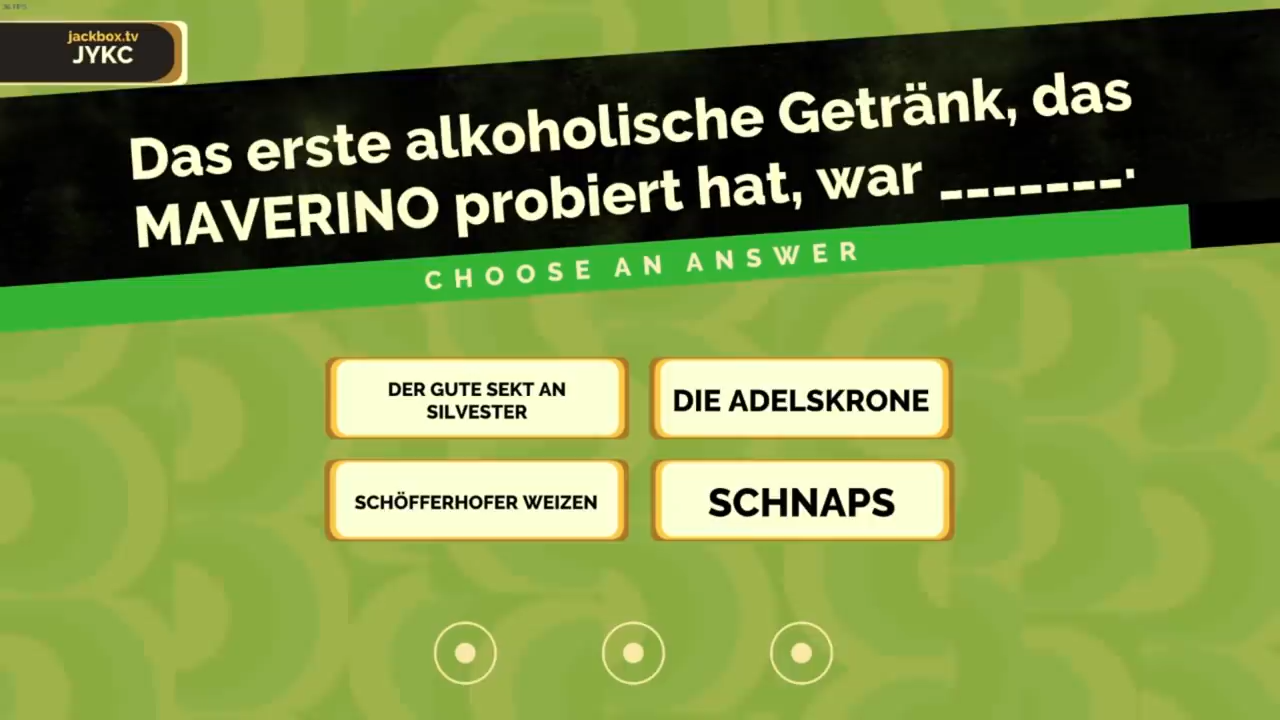 jackbox.tv
JYKC
Das erste alkoholische Getränk, das
MAVERINO probiert hat, war _______.
CHOOSE AN ANSWER
DER GUTE SEKT AN
SILVESTER
DIE ADELSKRONE
SCHÖFFERHOFER WEIZEN
SCHNAPS